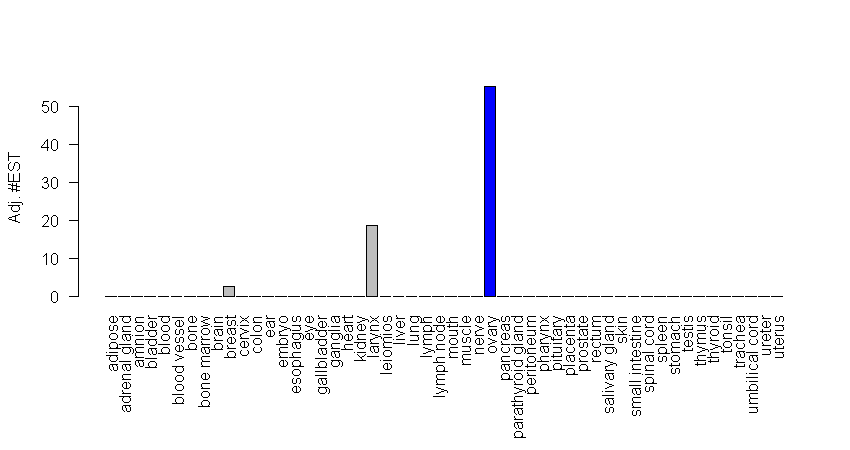 Adj. #EST
50
40
30
20
10
0
adipose
adrenal gland
amnion
bladder
blood
blood vessel
bone
bone marrow
brain
breast
cervix
colon
ear
embryo
esophagus
eye
gallbladder
ganglia
heart
kidney
larynx
leiomios
liver
lung
lymph
lymph node
mouth
muscle
nerve
ovary
pancreas
parathyroid gland
peritoneum
pharynx
pituitary
placenta
prostate
rectum
salivary gland
skin
small intestine
spinal cord
spleen
stomach
testis
thymus
thyroid
tonsil
trachea
umbilical cord
ureter
uterus